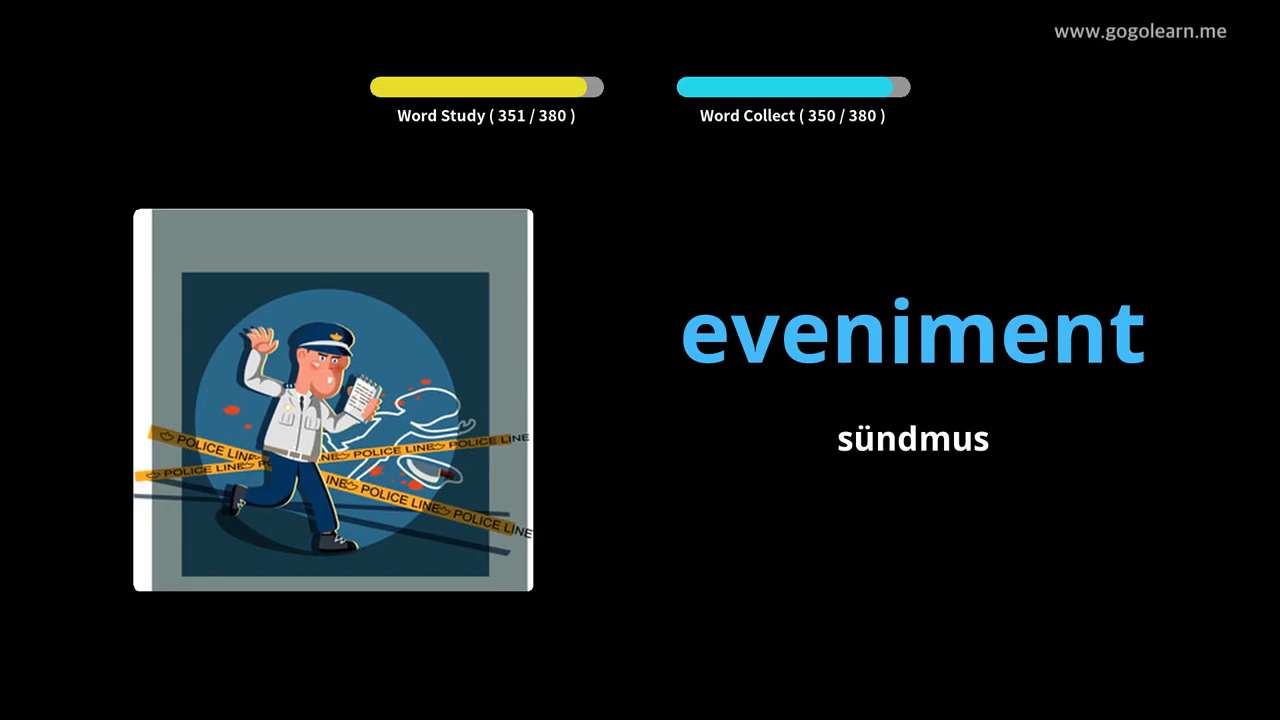 www.gogolearn.me
Word Study ( 351 / 380 )
Word Collect ( 350 / 380 )
eveniment
sündmus
POLICE LINE
POLICE LINE
POLICE LINE
POLICE LINE
POLICE LINE